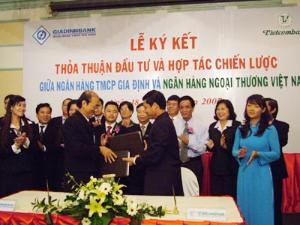 GIADINHBANK
Vietcombank
LỄ KÝ KẾT
THỎA THUẬN ĐẦU TƯ VÀ HỢP TÁC CHIẾN LƯỢC
GIỮA NGÂN HÀNG TMCP GIA ĐỊNH VÀ NGÂN HÀNG NGOẠI THƯƠNG VIỆT NAM